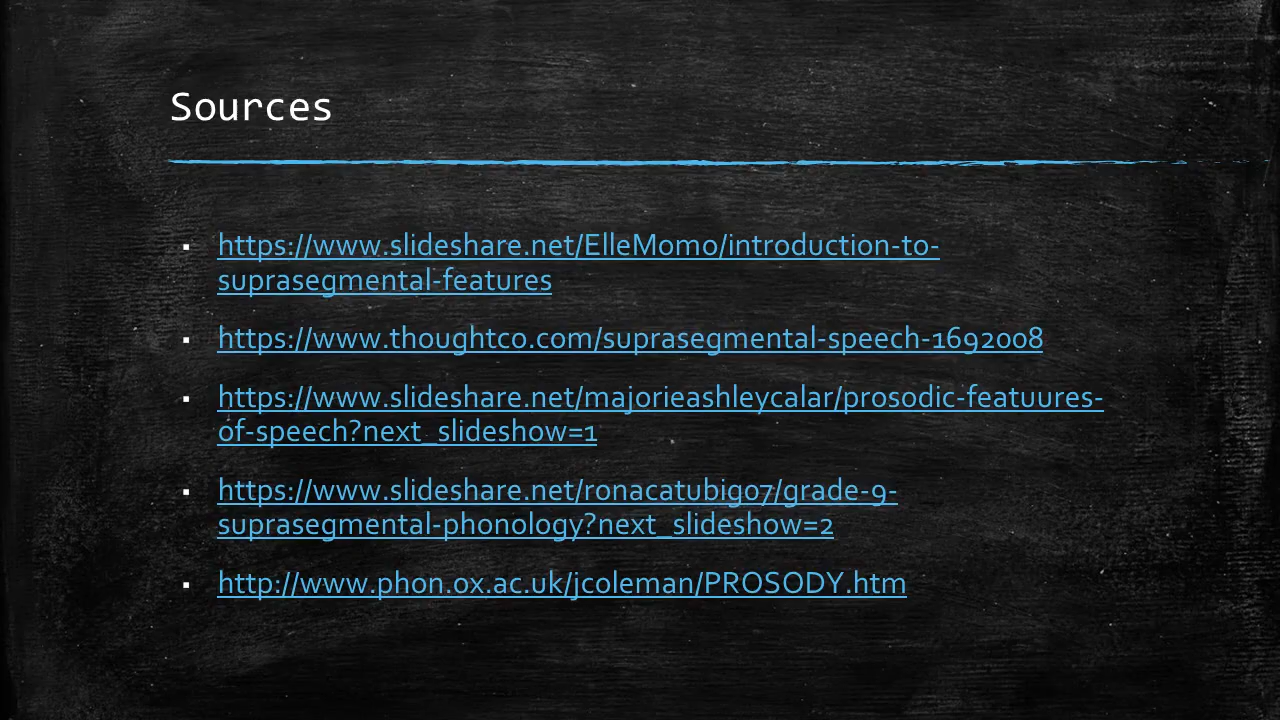 Sources
https://www.slideshare.net/ElleMomo/introduction-to-
suprasegmental-features
https://www.thoughtco.com/suprasegmental-speech-1692008
https://www.slideshare.net/majorieashleycalar/prosodic-featuures-
of-speech?next_slideshow=1
https://www.slideshare.net/ronacatubig07/grade-9-
suprasegmental-phonology?next_slideshow=2
http://www.phon.ox.ac.uk/jcoleman/PROSODY.htm